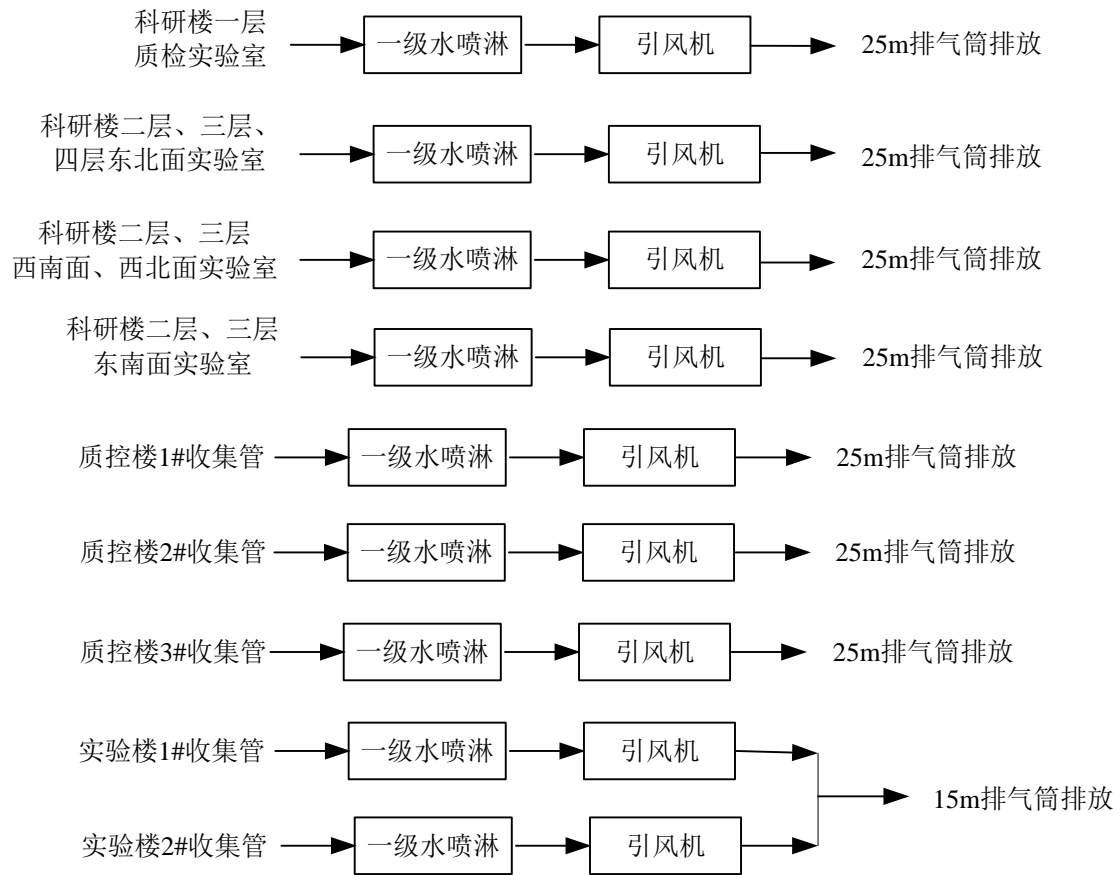 科研楼一层
质检实验室
一级水喷淋
引风机
25m排气筒排放
科研楼二层、三层、
四层东北面实验室
一级水喷淋
引风机
25m排气筒排放
科研楼二层、三层
西南面、西北面实验室
一级水喷淋
引风机
25m排气筒排放
科研楼二层、三层
东南面实验室
一级水喷淋
引风机
25m排气筒排放
质控楼1#收集管
一级水喷淋
引风机
25m排气筒排放
质控楼2#收集管
一级水喷淋
引风机
25m排气筒排放
质控楼3#收集管
一级水喷淋
引风机
25m排气筒排放
实验楼1#收集管
一级水喷淋
引风机
15m排气筒排放
实验楼2#收集管
一级水喷淋
引风机